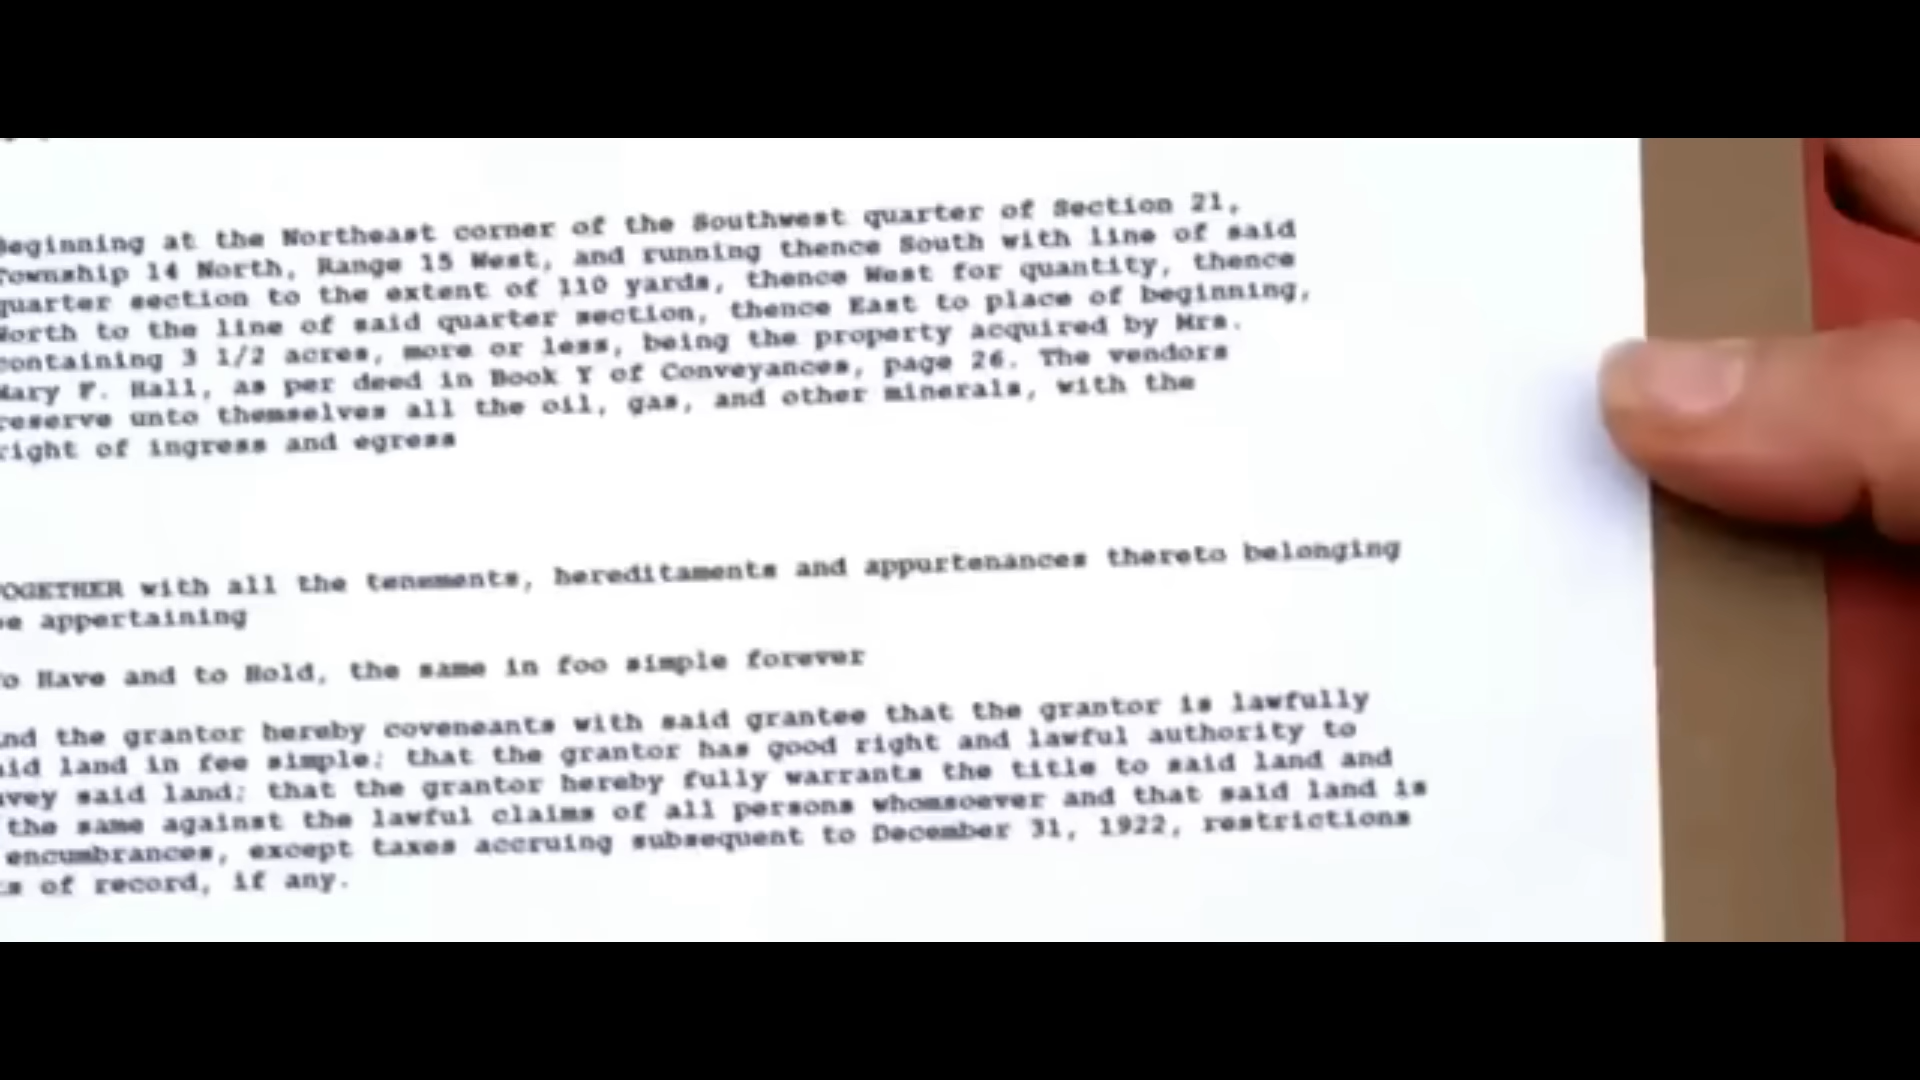 Beginning at the Northeast corner of the Southwest quarter of Section 21,
Township 14 North, Range 15 West, and running thence South with line of said
quarter section to the extent of 110 yards, thence West for quantity, thence
North to the line of said quarter section, thence East to place of beginning,
containing 3 1/2 acres, more or less, being the property acquired by Mrs.
Mary F. Hall, as per deed in Book Y of Conveyances, page 26. The vendors
reserve unto themselves all the oil, gas, and other minerals, with the
right of ingress and egress
TOGETHER with all the tenements, hereditaments and appurtenances thereto belonging
appertaining
To Have and to Hold, the same in foo simple forever
And the grantor hereby coveneants with said grantee that the grantor is lawfully
land in fee simple; that the grantor has good right and lawful authority to
said land; that the grantor hereby fully warrants the title to said land and
the same against the lawful claims of all persons whomsoever and that said land is
encumbrances, except taxes accruing subsequent to December 31, 1922, restrictions
of record, if any.